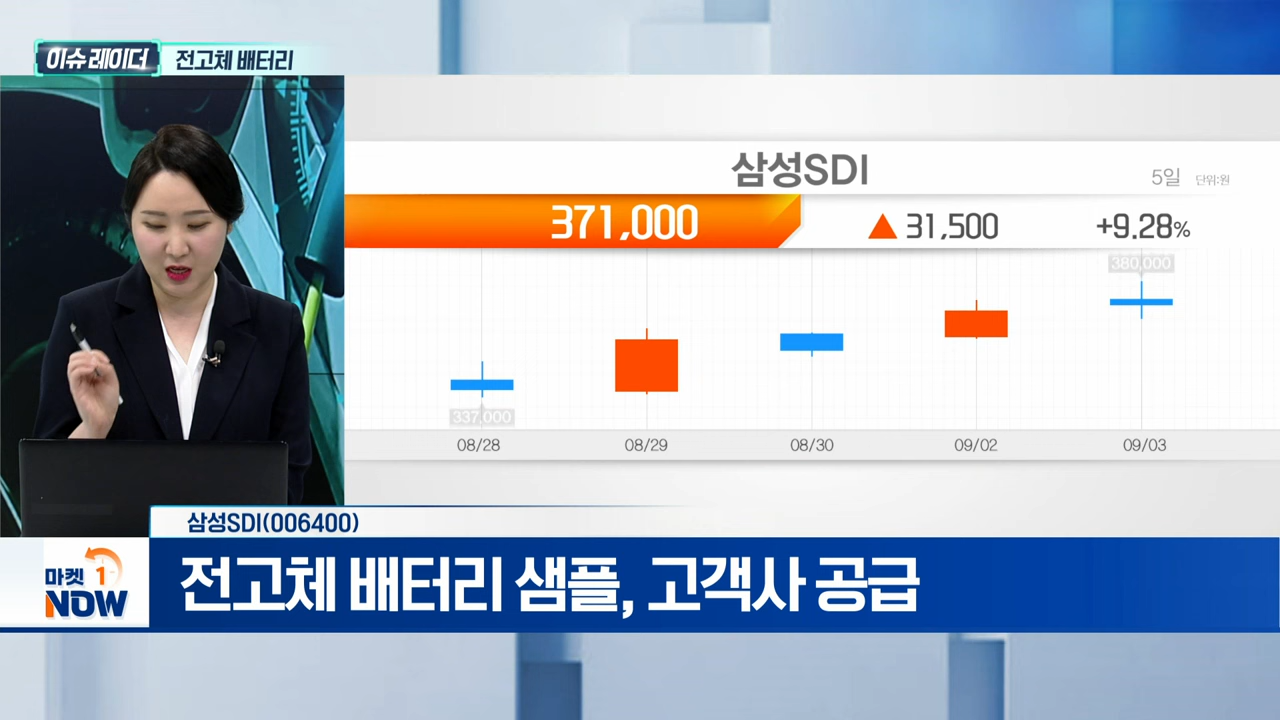 이슈 레이더 전고체 배터리
삼성SDI
5일 단위:원
371,000 ▲ 31,500 +9.28%
380,000
337,000
08/28 08/29 08/30 09/02 09/03
삼성SDI(006400)
마켓 1 NOW
전고체 배터리 샘플, 고객사 공급